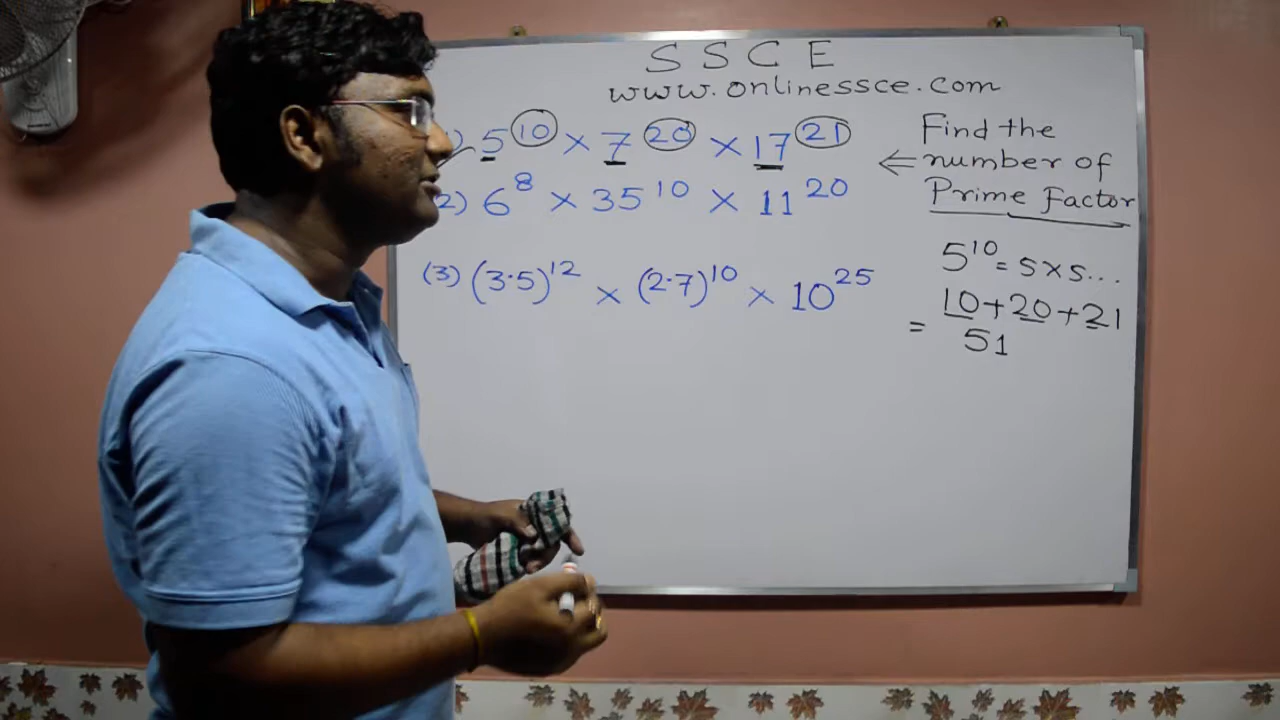 S S C E
www.onlinessce.com
) 5^10 × 7^20 × 17^21
2) 6^8 × 35^10 × 11^20
(3) (3·5)^12 × (2·7)^10 × 10^25
Find the
← number of
Prime Factor
5^10 = 5×5...
10+20+21
= 51